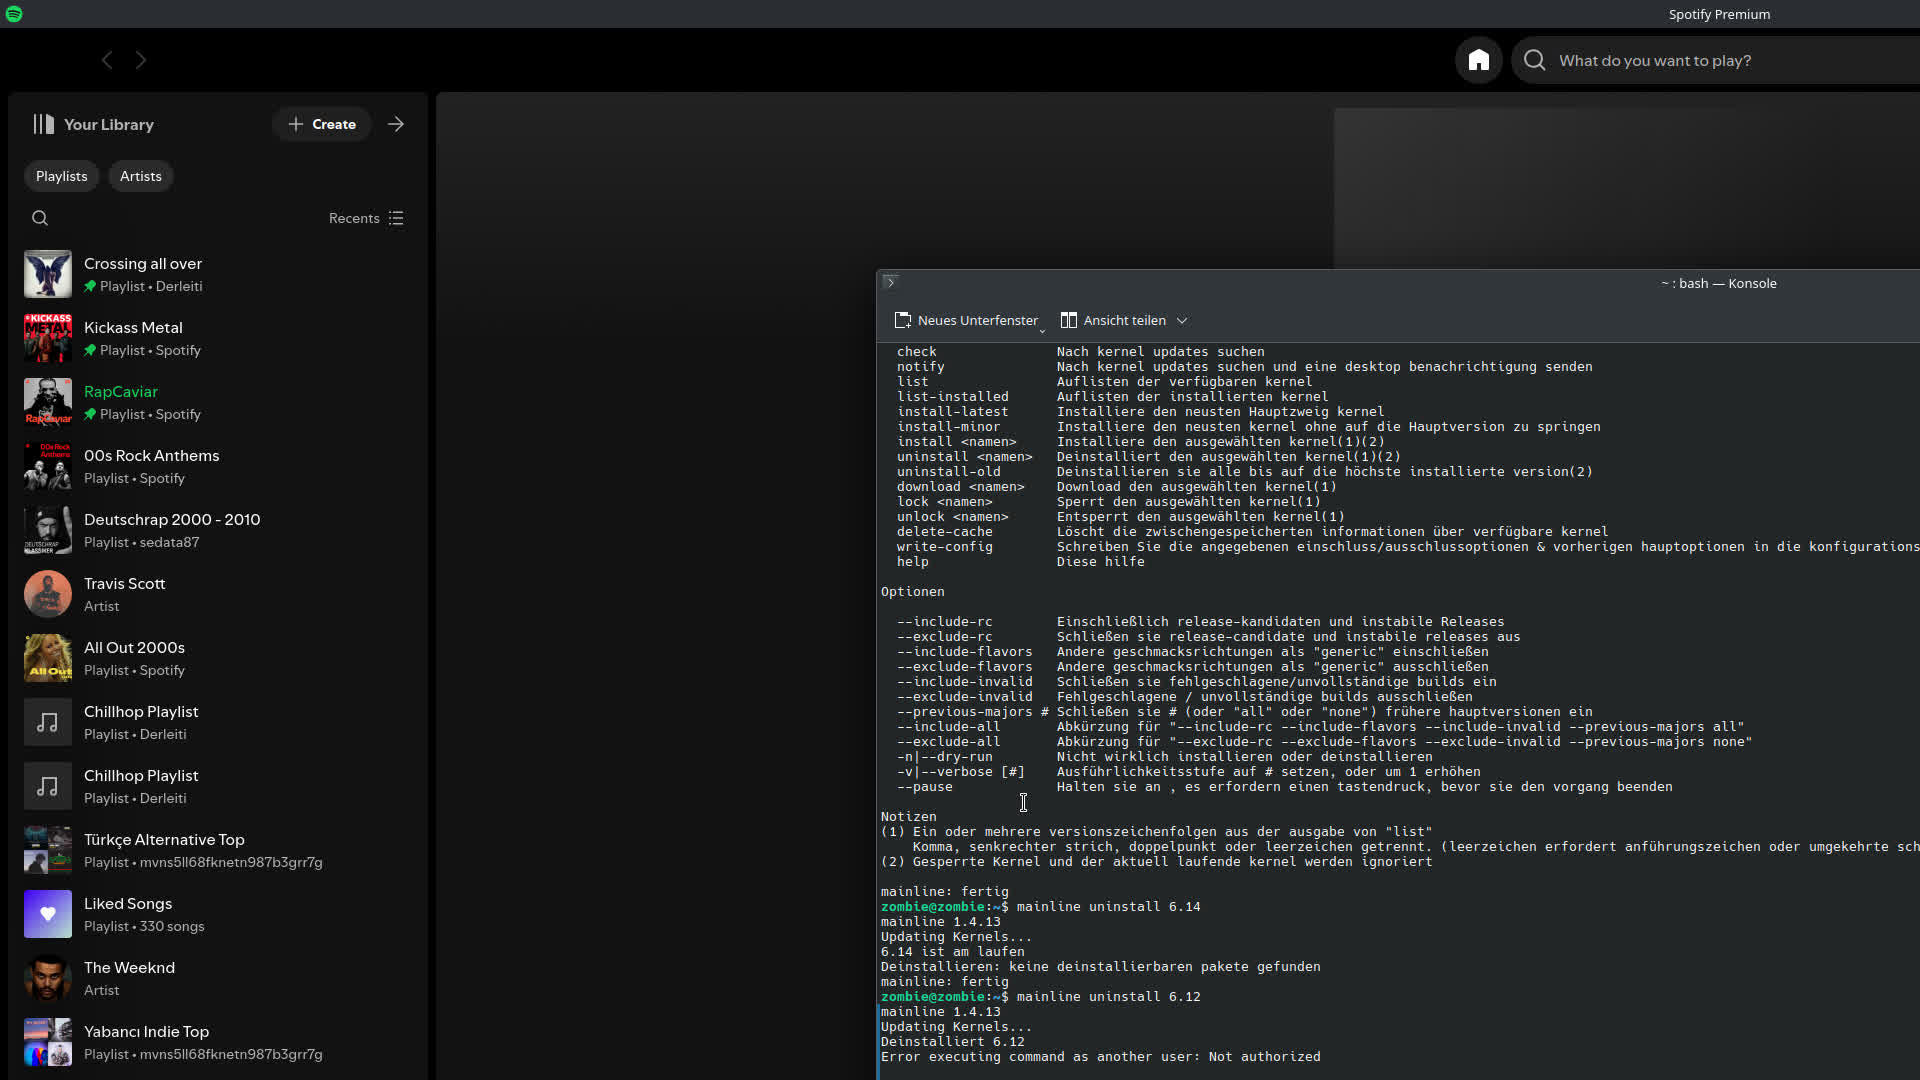 Spotify Premium
What do you want to play?
Your Library
Create
Playlists
Artists
Recents
Crossing all over
Playlist • Derleiti
Kickass Metal
Playlist • Spotify
RapCaviar
Playlist • Spotify
00s Rock Anthems
Playlist • Spotify
Deutschrap 2000 - 2010
Playlist • sedata87
Travis Scott
Artist
All Out 2000s
Playlist • Spotify
Chillhop Playlist
Playlist • Derleiti
Chillhop Playlist
Playlist • Derleiti
Türkçe Alternative Top
Playlist • mvns5ll68fknetn987b3grr7g
Liked Songs
Playlist • 330 songs
The Weeknd
Artist
Yabancı Indie Top
Playlist • mvns5ll68fknetn987b3grr7g
~ : bash — Konsole
Neues Unterfenster
Ansicht teilen
check Nach kernel updates suchen
notify Nach kernel updates suchen und eine desktop benachrichtigung senden
list Auflisten der verfügbaren kernel
list-installed Auflisten der installierten kernel
install-latest Installiere den neusten Hauptzweig kernel
install-minor Installiere den neusten kernel ohne auf die Hauptversion zu springen
install <namen> Installiere den ausgewählten kernel(1)(2)
uninstall <namen> Deinstalliert den ausgewählten kernel(1)(2)
uninstall-old Deinstallieren sie alle bis auf die höchste installierte version(2)
download <namen> Download den ausgewählten kernel(1)
lock <namen> Sperrt den ausgewählten kernel(1)
unlock <namen> Entsperrt den ausgewählten kernel(1)
delete-cache Löscht die zwischengespeicherten informationen über verfügbare kernel
write-config Schreiben Sie die angegebenen einschluss/ausschlussoptionen & vorherigen hauptoptionen in die konfigurations
help Diese hilfe
Optionen
--include-rc Einschließlich release-kandidaten und instabile Releases
--exclude-rc Schließen sie release-candidate und instabile releases aus
--include-flavors Andere geschmacksrichtungen als "generic" einschließen
--exclude-flavors Andere geschmacksrichtungen als "generic" ausschließen
--include-invalid Schließen sie fehlgeschlagene/unvollständige builds ein
--exclude-invalid Fehlgeschlagene / unvollständige builds ausschließen
--previous-majors # Schließen sie # (oder "all" oder "none") frühere hauptversionen ein
--include-all Abkürzung für "--include-rc --include-flavors --include-invalid --previous-majors all"
--exclude-all Abkürzung für "--exclude-rc --exclude-flavors --exclude-invalid --previous-majors none"
-n|--dry-run Nicht wirklich installieren oder deinstallieren
-v|--verbose [#] Ausführlichkeitsstufe auf # setzen, oder um 1 erhöhen
--pause Halten sie an , es erfordern einen tastendruck, bevor sie den vorgang beenden
Notizen
(1) Ein oder mehrere versionszeichenfolgen aus der ausgabe von "list"
Komma, senkrechter strich, doppelpunkt oder leerzeichen getrennt. (leerzeichen erfordert anführungszeichen oder umgekehrte sch
(2) Gesperrte Kernel und der aktuell laufende kernel werden ignoriert
mainline: fertig
zombie@zombie:~$ mainline uninstall 6.14
mainline 1.4.13
Updating Kernels...
6.14 ist am laufen
Deinstallieren: keine deinstallierbaren pakete gefunden
mainline: fertig
zombie@zombie:~$ mainline uninstall 6.12
mainline 1.4.13
Updating Kernels...
Deinstalliert 6.12
Error executing command as another user: Not authorized